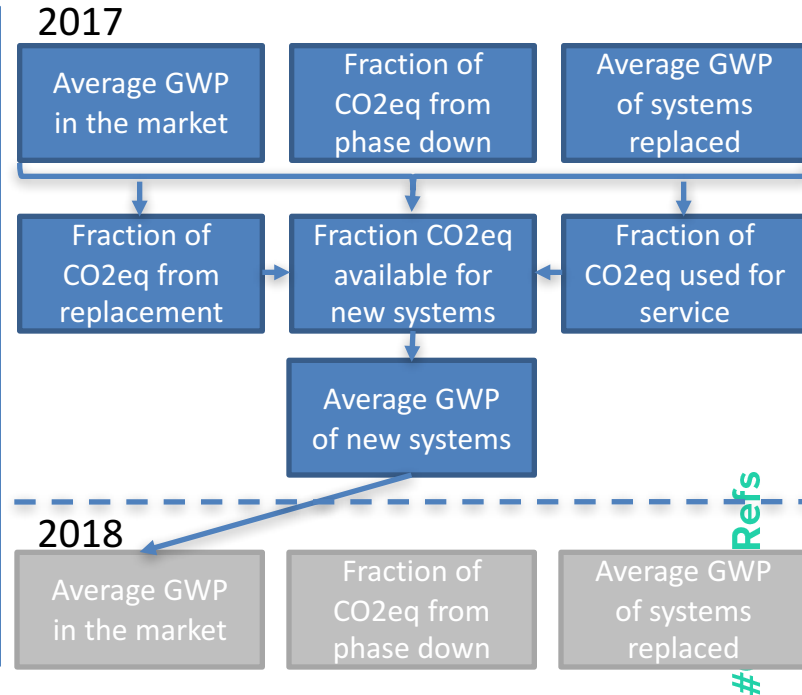 2017
Average GWP
in the market
Fraction of
CO2eq from
phase down
Average GWP
of systems
replaced
Fraction of
CO2eq from
replacement
Fraction CO2eq
available for
new systems
Fraction of
CO2eq used for
service
Average GWP
of new systems
2018
Average GWP
in the market
Fraction of
CO2eq from
phase down
Average GWP
of systems
replaced
Refs